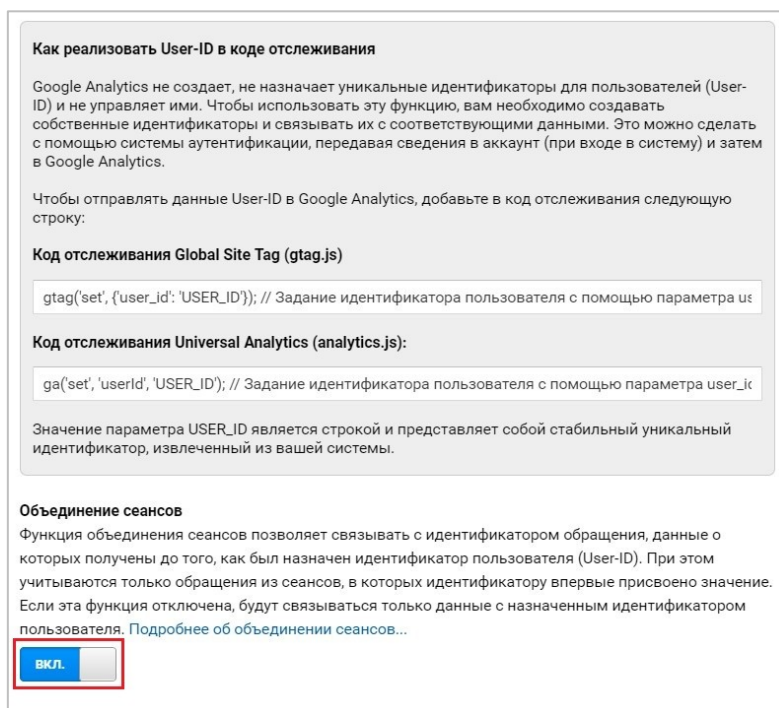 Как реализовать User-ID в коде отслеживания
Google Analytics не создает, не назначает уникальные идентификаторы для пользователей (User-
ID) и не управляет ими. Чтобы использовать эту функцию, вам необходимо создавать
собственные идентификаторы и связывать их с соответствующими данными. Это можно сделать
с помощью системы аутентификации, передавая сведения в аккаунт (при входе в систему) и затем
в Google Analytics.
Чтобы отправлять данные User-ID в Google Analytics, добавьте в код отслеживания следующую
строку:
Код отслеживания Global Site Tag (gtag.js)
gtag('set', {'user_id': 'USER_ID'}); // Задание идентификатора пользователя с помощью параметра us
Код отслеживания Universal Analytics (analytics.js):
ga('set', 'userId', 'USER_ID'); // Задание идентификатора пользователя с помощью параметра user_id
Значение параметра USER_ID является строкой и представляет собой стабильный уникальный
идентификатор, извлеченный из вашей системы.
Объединение сеансов
Функция объединения сеансов позволяет связывать с идентификатором обращения, данные о
которых получены до того, как был назначен идентификатор пользователя (User-ID). При этом
учитываются только обращения из сеансов, в которых идентификатору впервые присвоено значение.
Если эта функция отключена, будут связываться только данные с назначенным идентификатором
пользователя. Подробнее об объединении сеансов...
ВКЛ.